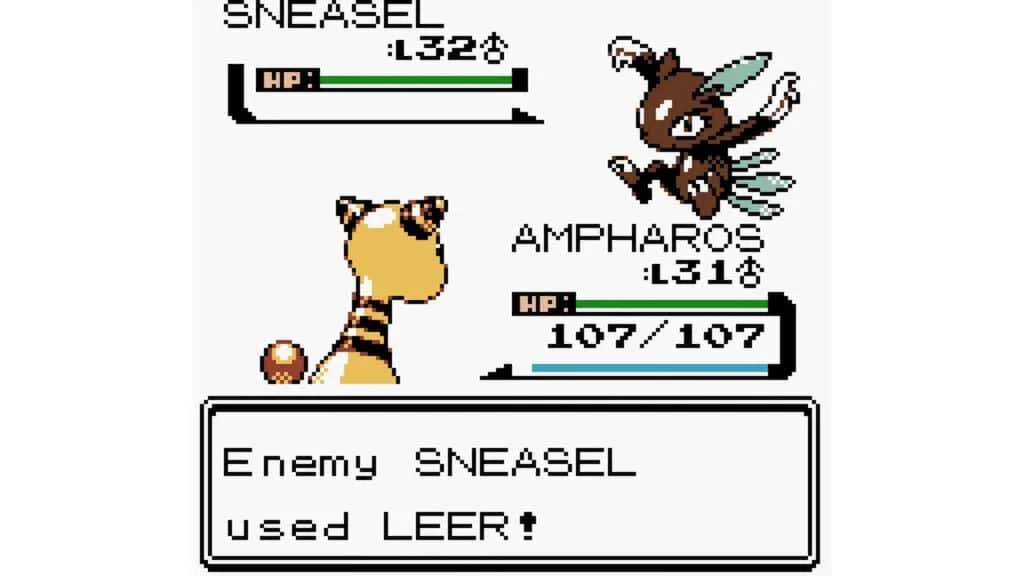 SNEASEL
:L32♂
HP:
AMPHAROS
:L31♂
HP:
107/107
Enemy SNEASEL
used LEER!